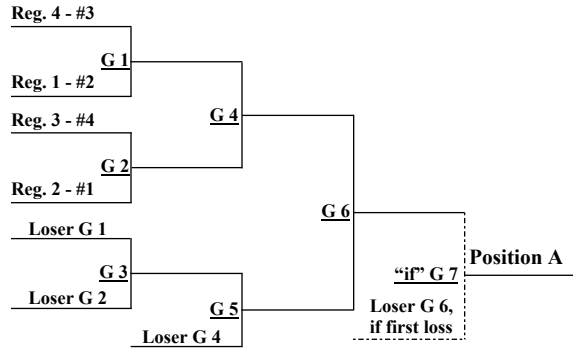 Reg. 4 - #3
G 1
Reg. 1 - #2
G 4
Reg. 3 - #4
G 2
Reg. 2 - #1
G 6
Loser G 1
Position A
G 3
“if” G 7
Loser G 2
G 5
Loser G 6,
if first loss
Loser G 4